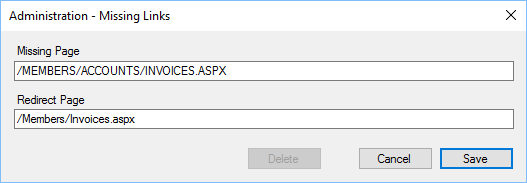 Administration - Missing Links
Missing Page
/MEMBERS/ACCOUNTS/INVOICES.ASPX
Redirect Page
/Members/Invoices.aspx
Delete Cancel Save